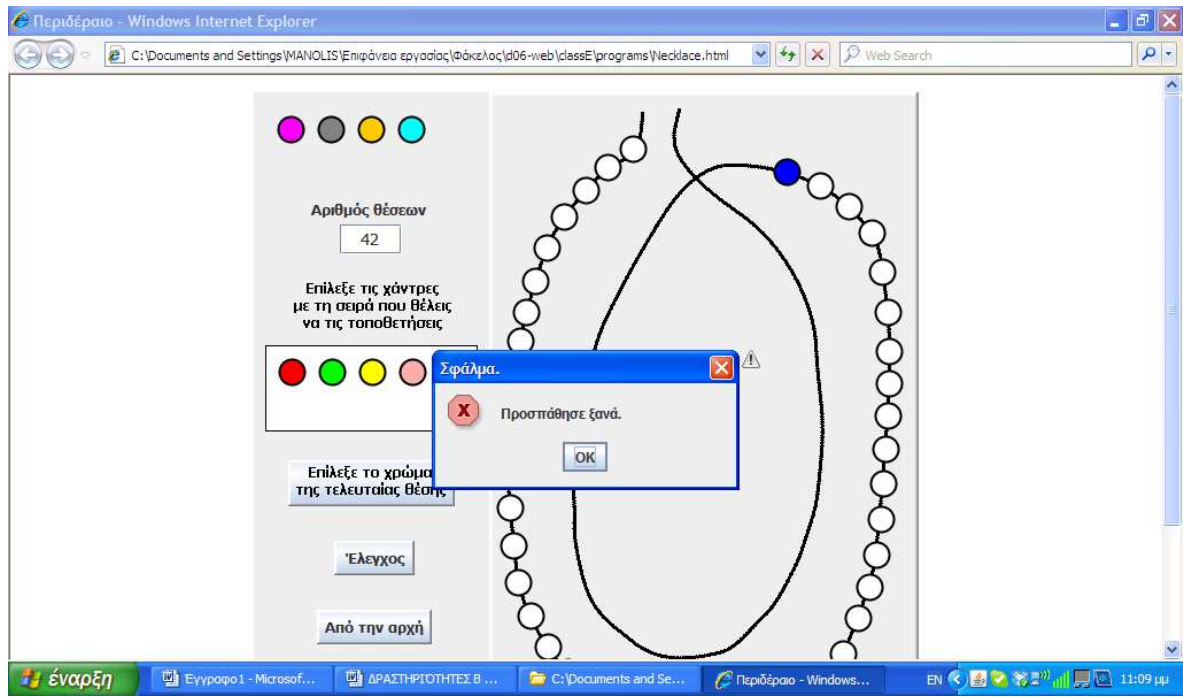 Περιδέραιο - Windows Internet Explorer
C:\Documents and Settings\MANOLIS\Επιφάνεια εργασίας\Φάκελος\d06-web\classE\programs\Necklace.html
Web Search
Αριθμός θέσεων
42
Επίλεξε τις χάντρες
με τη σειρά που θέλεις
να τις τοποθετήσεις
Σφάλμα.
Προσπάθησε ξανά.
OK
Επίλεξε το χρώμα
της τελευταίας θέσης
Έλεγχος
Από την αρχή
έναρξη
Έγγραφο1 - Microsof...
ΔΡΑΣΤΗΡΙΌΤΗΤΕΣ Β ...
C:\Documents and Se...
Περιδέραιο - Windows...
EN
11:09 μμ